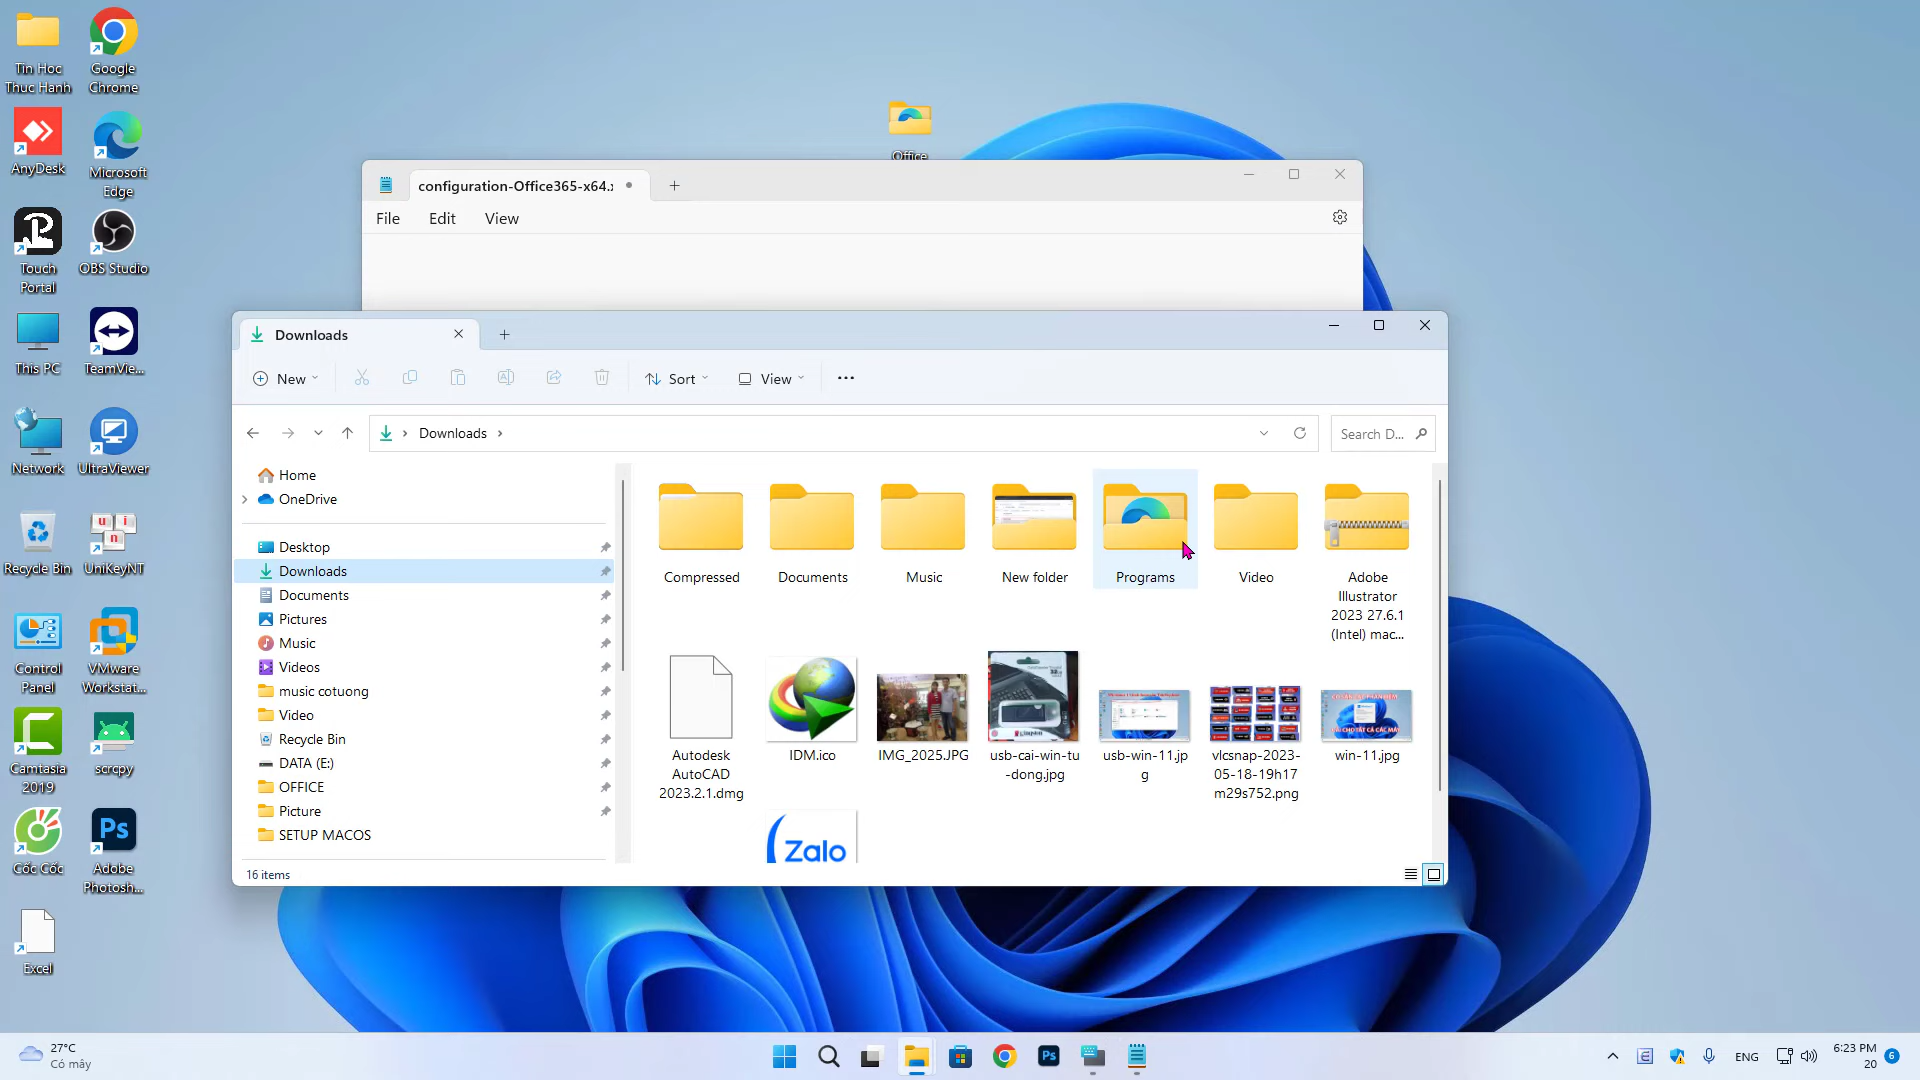 Tin Hoc
Thuc Hanh
Google
Chrome
AnyDesk
Microsoft
Edge
Touch
Portal
OBS Studio
This PC
TeamVie...
Network
UltraViewer
Recycle Bin
UniKeyNT
Control
Panel
VMware
Workstat...
Camtasia
2019
scrcpy
Cốc Cốc
Adobe
Photosh...
Excel
Office
configuration-Office365-x64.
File
Edit
View
Downloads
New
Sort
View
Downloads
Search D...
Home
OneDrive
Desktop
Downloads
Documents
Pictures
Music
Videos
music cotuong
Video
Recycle Bin
DATA (E:)
OFFICE
Picture
SETUP MACOS
Compressed
Documents
Music
New folder
Programs
Video
Adobe
Illustrator
2023 27.6.1
(Intel) mac...
Autodesk
AutoCAD
2023.2.1.dmg
IDM.ico
IMG_2025.JPG
usb-cai-win-tu
-dong.jpg
usb-win-11.jp
g
vlcsnap-2023-
05-18-19h17
m29s752.png
win-11.jpg
Zalo
16 items
27°C
Có mây
ENG
6:23 PM
20
6